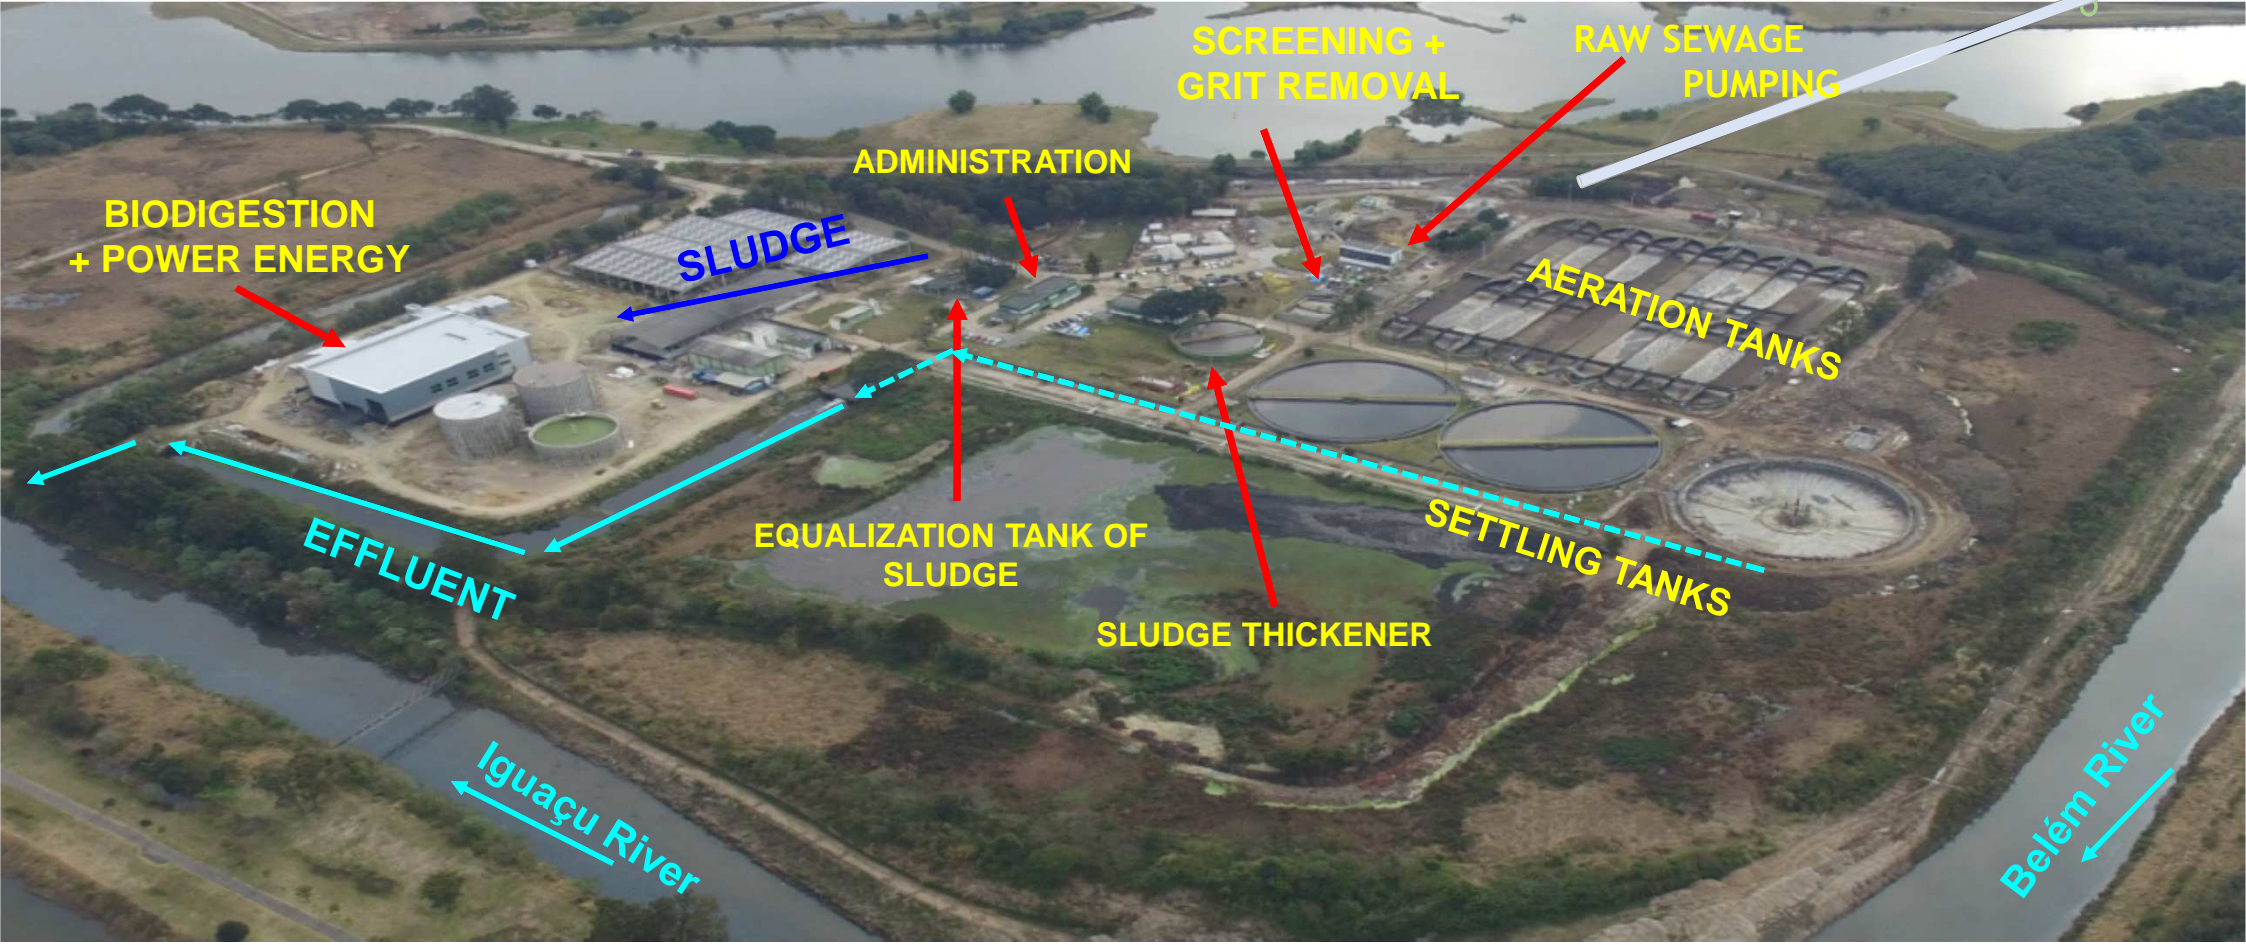 SCREENING +
GRIT REMOVAL
RAW SEWAGE
PUMPING
ADMINISTRATION
BIODIGESTION
+ POWER ENERGY
SLUDGE
AERATION TANKS
EQUALIZATION TANK OF
SLUDGE
SETTLING TANKS
EFFLUENT
SLUDGE THICKENER
Iguaçu River
Belém River